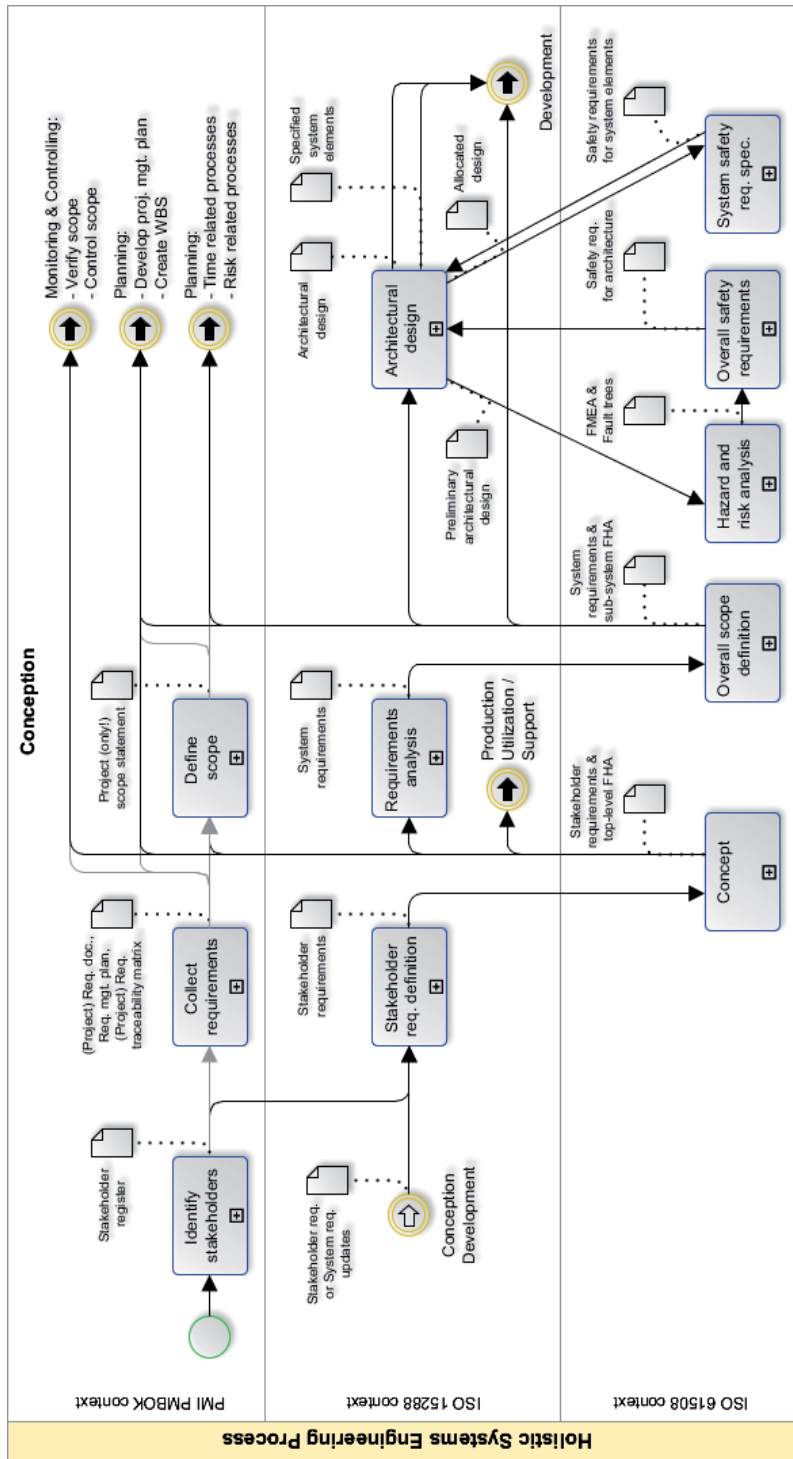 Holistic Systems Engineering Process
Conception
PMI PMBOK context
Identify
stakeholders
Stakeholder
register
Collect
requirements
(Project) Req. doc.,
Req. mgt. plan,
(Project) Req.
traceability matrix
Define
scope
Project (only!)
scope statement
Monitoring & Controlling:
- Verify scope
- Control scope
Planning:
- Develop proj. mgt. plan
- Create WBS
Planning:
- Time related processes
- Risk related processes
ISO 15288 context
Stakeholder req.
or System req.
updates
Conception
Development
Stakeholder
req. definition
Stakeholder
requirements
Requirements
analysis
System
requirements
Production
Utilization /
Support
Architectural
design
Preliminary
architectural
design
Architectural
design
Specified
system
elements
Allocated
design
Development
ISO 61508 context
Concept
Stakeholder
requirements &
top-level FHA
Overall scope
definition
System
requirements &
sub-system FHA
Hazard and
risk analysis
FMEA &
Fault trees
Overall safety
requirements
Safety req.
for architecture
System safety
req. spec.
Safety requirements
for system elements